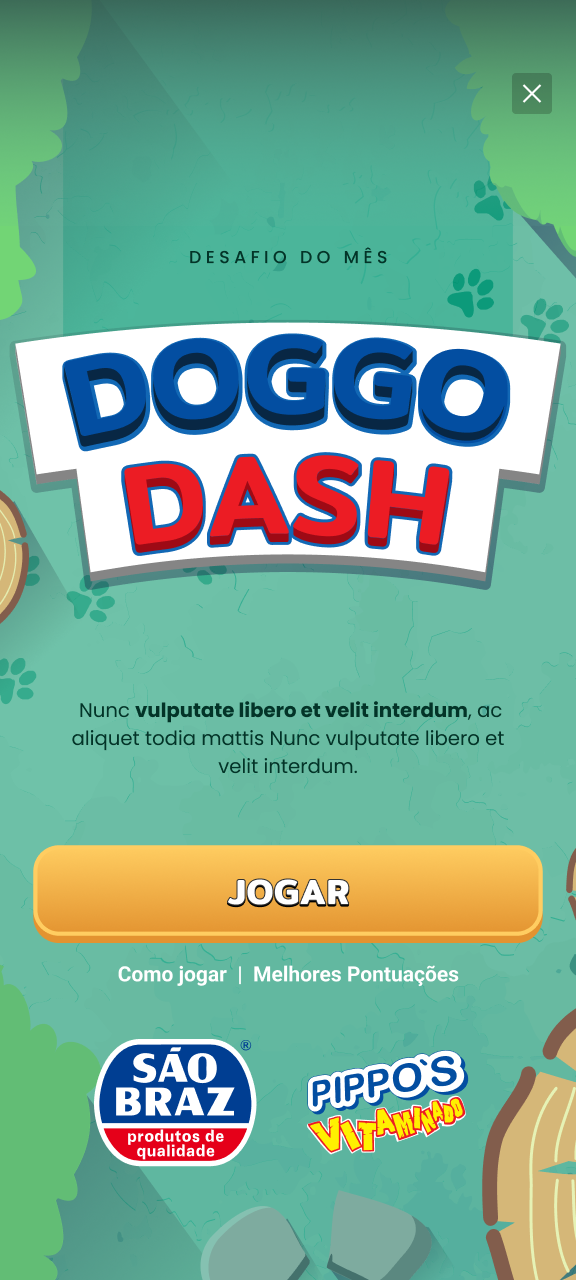 DESAFIO DO MÊS
DOGGO
DASH
Nunc vulputate libero et velit interdum, ac
aliquet todia mattis Nunc vulputate libero et
velit interdum.
JOGAR
Como jogar | Melhores Pontuações
SÃO
BRAZ
®
produtos de
qualidade
PIPPO'S
VITAMINADO